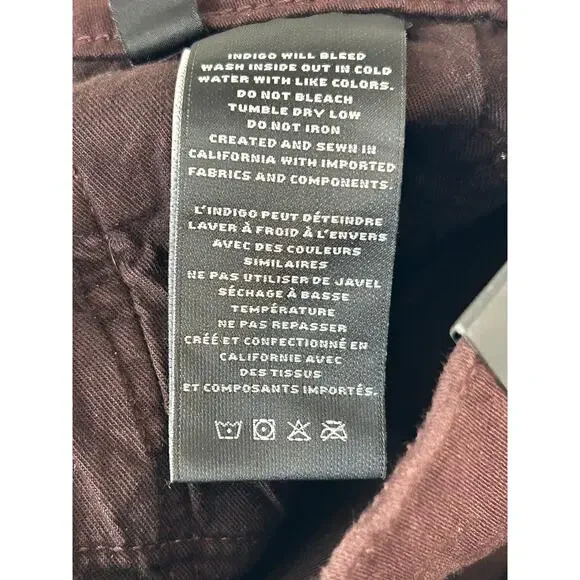 INDIGO WILL BLEED
WASH INSIDE OUT IN COLD
WATER WITH LIKE COLORS.
DO NOT BLEACH
TUMBLE DRY LOW
DO NOT IRON
CREATED AND SEWN IN
CALIFORNIA WITH IMPORTED
FABRICS AND COMPONENTS.
L'INDIGO PEUT DÉTEINDRE
LAVER À FROID À L'ENVERS
AVEC DES COULEURS
SIMILAIRES
NE PAS UTILISER DE JAVEL
SÉCHAGE À BASSE
TEMPÉRATURE
NE PAS REPASSER
CRÉÉ ET CONFECTIONNÉ EN
CALIFORNIE AVEC
DES TISSUS
ET COMPOSANTS IMPORTÉS.